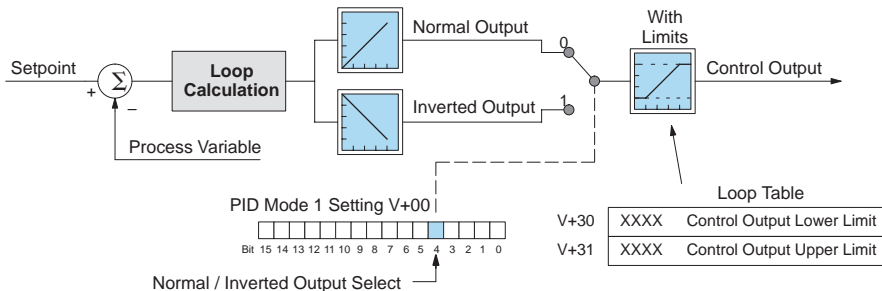 Setpoint
+
Σ
–
Process Variable
Loop
Calculation
Normal Output
Inverted Output
0
1
With
Limits
Control Output
PID Mode 1 Setting V+00
Bit 15 14 13 12 11 10 9 8 7 6 5 4 3 2 1 0
Normal / Inverted Output Select
Loop Table
V+30 XXXX Control Output Lower Limit
V+31 XXXX Control Output Upper Limit